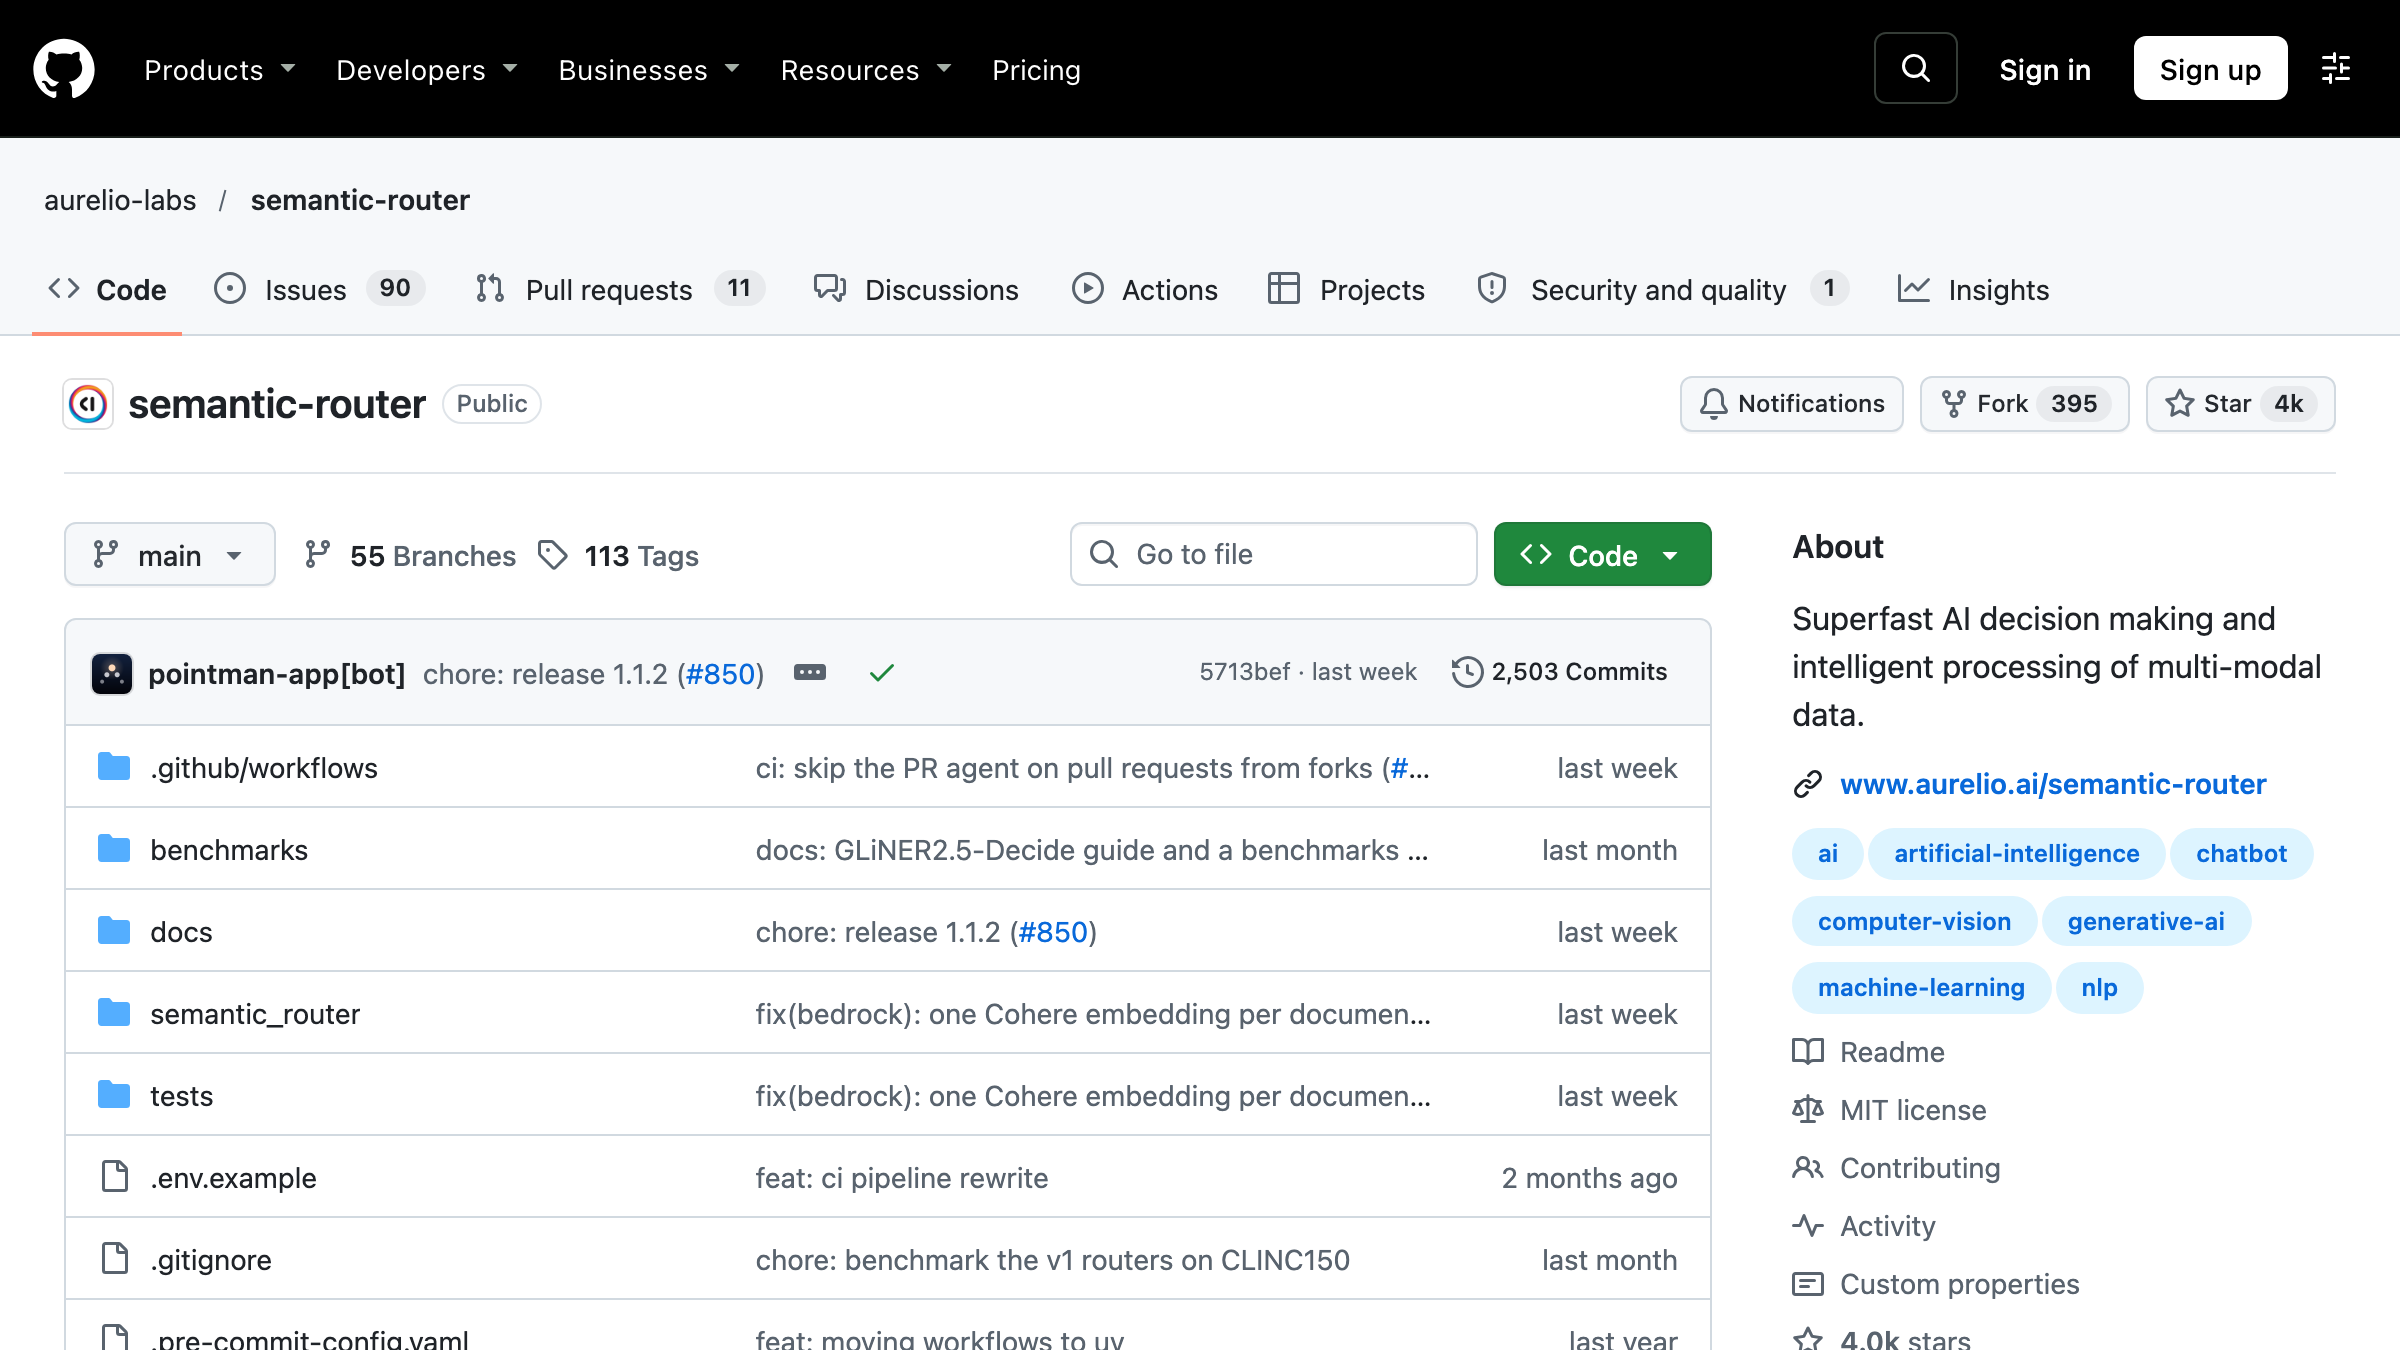 Products Developers Businesses Resources Pricing Sign in Sign up
aurelio-labs / semantic-router
Code Issues 90 Pull requests 11 Discussions Actions Projects Security and quality 1 Insights
semantic-router Public Notifications Fork 395 Star 4k
main 55 Branches 113 Tags Go to file Code
pointman-app[bot] chore: release 1.1.2 (#850) 5713bef · last week 2,503 Commits
.github/workflows ci: skip the PR agent on pull requests from forks (#... last week
benchmarks docs: GLiNER2.5-Decide guide and a benchmarks ... last month
docs chore: release 1.1.2 (#850) last week
semantic_router fix(bedrock): one Cohere embedding per documen... last week
tests fix(bedrock): one Cohere embedding per documen... last week
.env.example feat: ci pipeline rewrite 2 months ago
.gitignore chore: benchmark the v1 routers on CLINC150 last month
.pre-commit-config.yaml feat: moving workflows to uv last year
About
Superfast AI decision making and
intelligent processing of multi-modal
data.
www.aurelio.ai/semantic-router
ai artificial-intelligence chatbot
computer-vision generative-ai
machine-learning nlp
Readme
MIT license
Contributing
Activity
Custom properties
4.0k stars